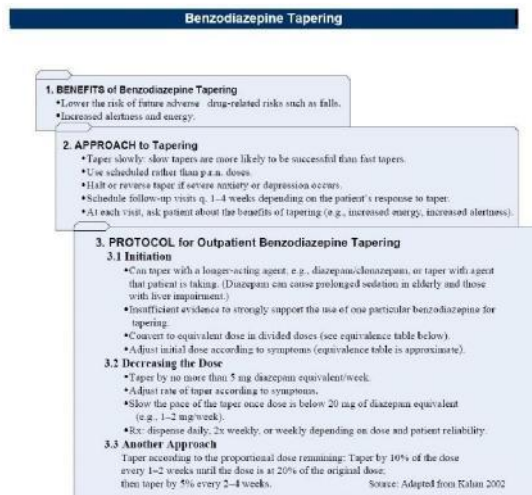 Benzodiazepine Tapering
1. BENEFITS of Benzodiazepine Tapering
•Lower the risk of future adverse drug-related risks such as falls.
•Increased alertness and energy.
2. APPROACH to Tapering
•Taper slowly: slow tapers are more likely to be successful than fast tapers.
•Use scheduled rather than p.r.n. doses.
•Halt or reverse taper if severe anxiety or depression occurs.
•Schedule follow-up visits q. 1–4 weeks depending on the patient's response to taper.
•At each visit, ask patient about the benefits of tapering (e.g., increased energy, increased alertness).
3. PROTOCOL for Outpatient Benzodiazepine Tapering
3.1 Initiation
•Can taper with a longer-acting agent, e.g., diazepam/clonazepam, or taper with agent
that patient is taking. (Diazepam can cause prolonged sedation in elderly and those
with liver impairment.)
•Insufficient evidence to strongly support the use of one particular benzodiazepine for
tapering.
•Convert to equivalent dose in divided doses (see equivalence table below).
•Adjust initial dose according to symptoms (equivalence table is approximate).
3.2 Decreasing the Dose
•Taper by no more than 5 mg diazepam equivalent/week.
•Adjust rate of taper according to symptoms.
•Slow the pace of the taper once dose is below 20 mg of diazepam equivalent
(e.g., 1–2 mg/week).
•Rx: dispense daily, 2x weekly, or weekly depending on dose and patient reliability.
3.3 Another Approach
Taper according to the proportional dose remaining: Taper by 10% of the dose
every 1–2 weeks until the dose is at 20% of the original dose;
then taper by 5% every 2–4 weeks. Source: Adapted from Kahan 2002